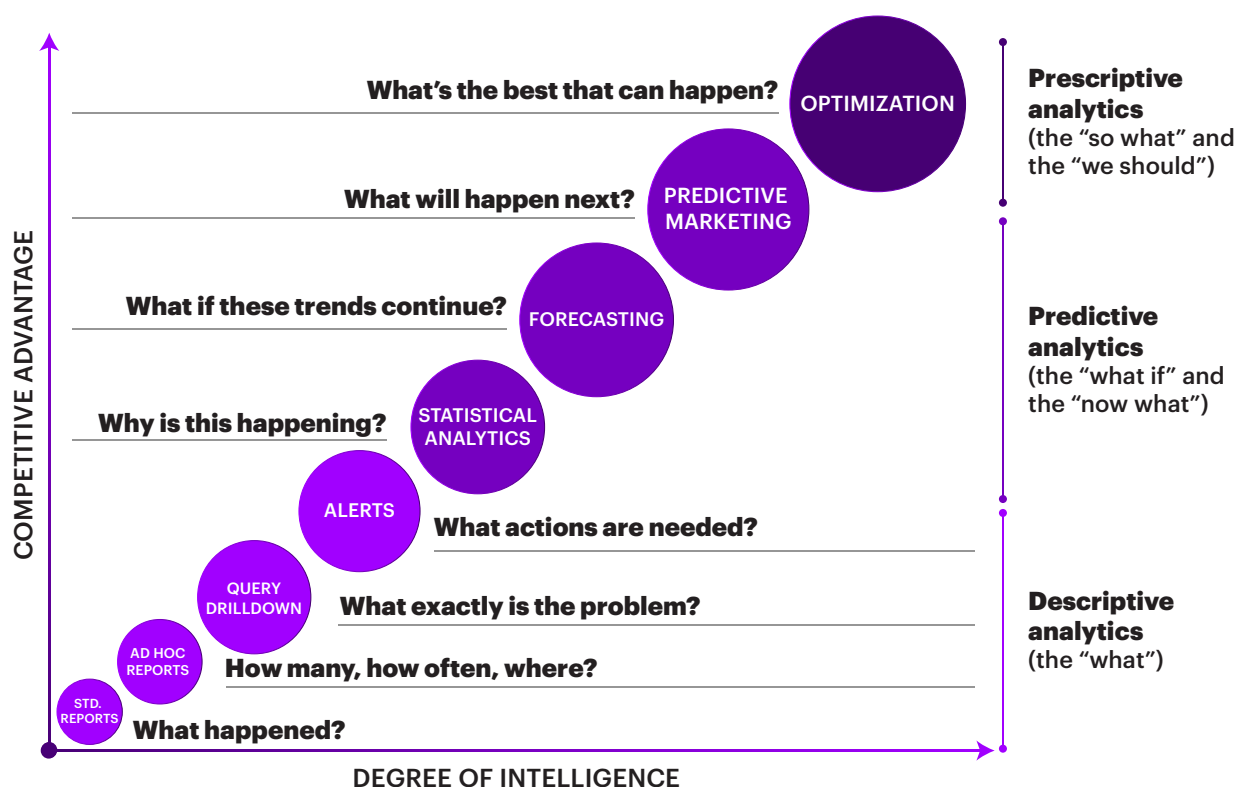 What’s the best that can happen?
OPTIMIZATION
Prescriptive
analytics
(the “so what” and
the “we should”)
What will happen next?
PREDICTIVE
MARKETING
What if these trends continue?
FORECASTING
Predictive
analytics
(the “what if” and
the “now what”)
Why is this happening?
STATISTICAL
ANALYTICS
ALERTS
What actions are needed?
QUERY
DRILLDOWN
What exactly is the problem?
Descriptive
analytics
(the “what”)
AD HOC
REPORTS
How many, how often, where?
STD.
REPORTS
What happened?
COMPETITIVE ADVANTAGE
DEGREE OF INTELLIGENCE